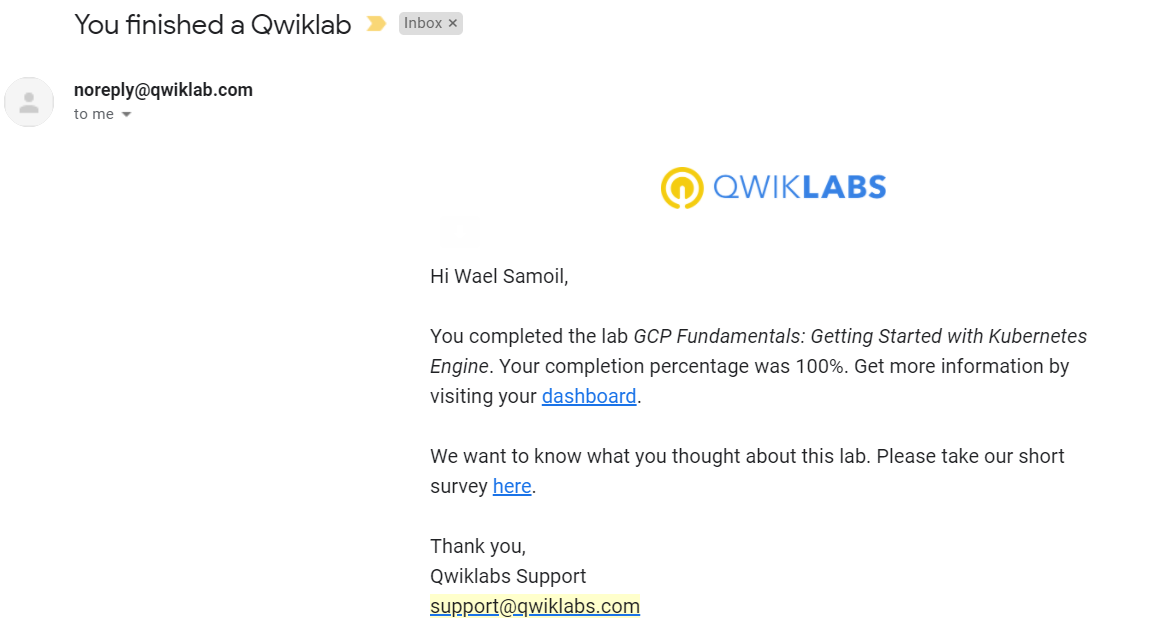 You finished a Qwiklab
Inbox ×
noreply@qwiklab.com
to me
QWIKLABS
Hi Wael Samoil,
You completed the lab GCP Fundamentals: Getting Started with Kubernetes
Engine. Your completion percentage was 100%. Get more information by
visiting your dashboard.
We want to know what you thought about this lab. Please take our short
survey here.
Thank you,
Qwiklabs Support
support@qwiklabs.com